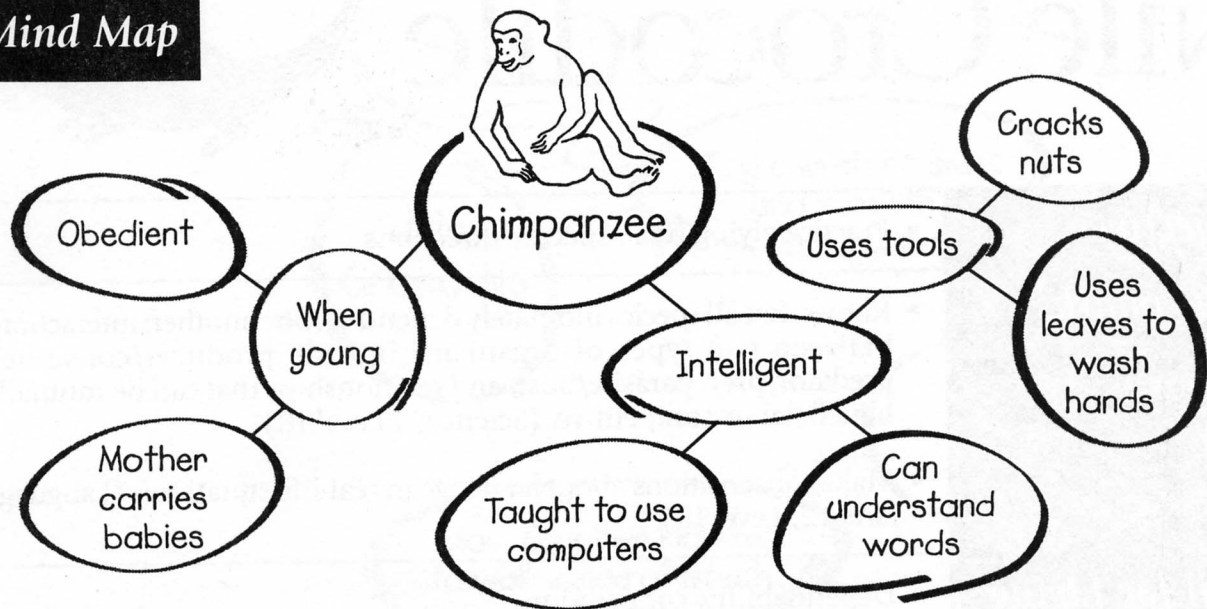 Mind Map
Chimpanzee
When
young
Obedient
Mother
carries
babies
Intelligent
Uses tools
Cracks
nuts
Uses
leaves to
wash
hands
Taught to use
computers
Can
understand
words